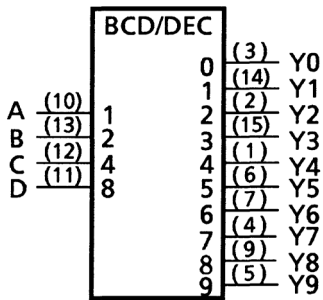 BCD/DEC
0 (3) Y0
1 (14) Y1
A (10) 1 2 (2) Y2
B (13) 2 3 (15) Y3
C (12) 4 4 (1) Y4
D (11) 8 5 (6) Y5
6 (7) Y6
7 (4) Y7
8 (9) Y8
9 (5) Y9